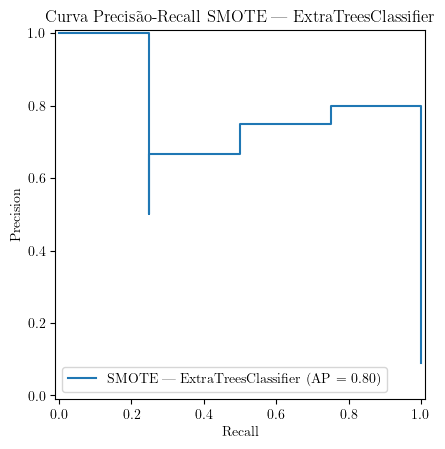 Curva Precisão-Recall SMOTE — ExtraTreesClassifier
1.0
0.8
0.6
0.4
0.2
0.0
Precision
SMOTE — ExtraTreesClassifier (AP = 0.80)
0.0 0.2 0.4 0.6 0.8 1.0
Recall